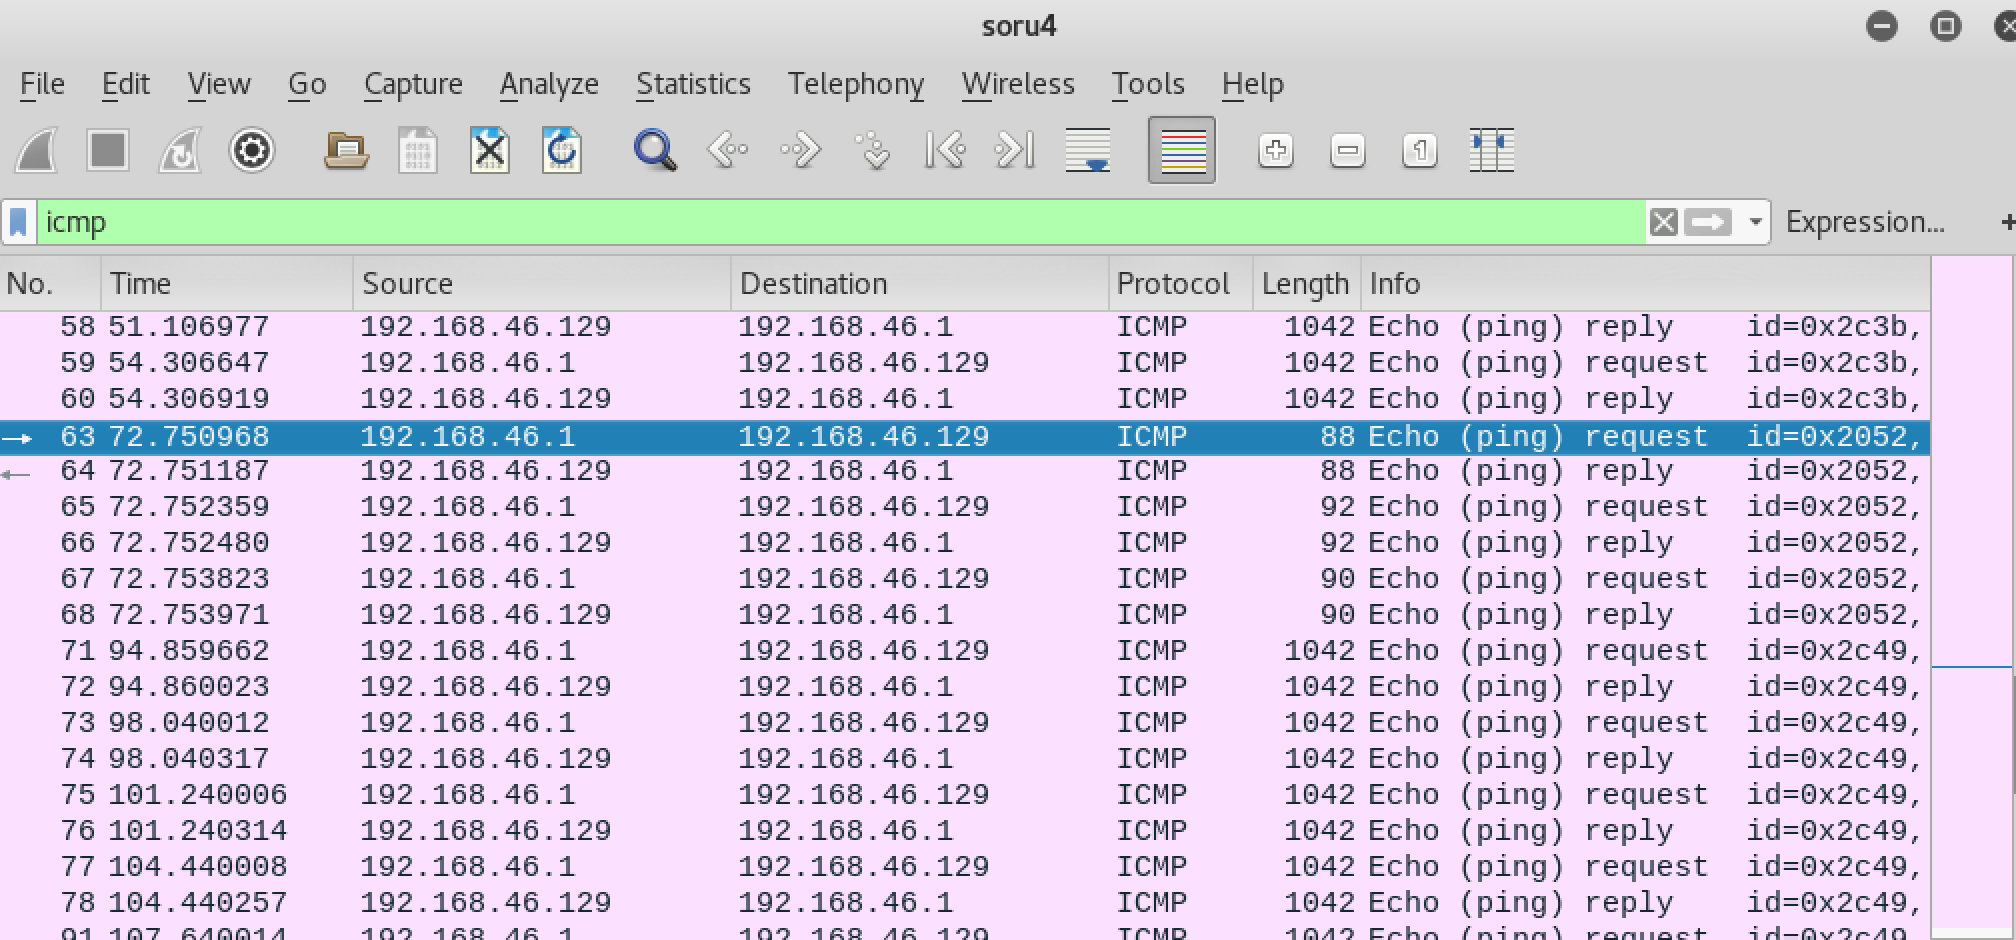 soru4
File Edit View Go Capture Analyze Statistics Telephony Wireless Tools Help
icmp Expression... +
No. Time Source Destination Protocol Length Info
58 51.106977 192.168.46.129 192.168.46.1 ICMP 1042 Echo (ping) reply id=0x2c3b,
59 54.306647 192.168.46.1 192.168.46.129 ICMP 1042 Echo (ping) request id=0x2c3b,
60 54.306919 192.168.46.129 192.168.46.1 ICMP 1042 Echo (ping) reply id=0x2c3b,
63 72.750968 192.168.46.1 192.168.46.129 ICMP 88 Echo (ping) request id=0x2052,
64 72.751187 192.168.46.129 192.168.46.1 ICMP 88 Echo (ping) reply id=0x2052,
65 72.752359 192.168.46.1 192.168.46.129 ICMP 92 Echo (ping) request id=0x2052,
66 72.752480 192.168.46.129 192.168.46.1 ICMP 92 Echo (ping) reply id=0x2052,
67 72.753823 192.168.46.1 192.168.46.129 ICMP 90 Echo (ping) request id=0x2052,
68 72.753971 192.168.46.129 192.168.46.1 ICMP 90 Echo (ping) reply id=0x2052,
71 94.859662 192.168.46.1 192.168.46.129 ICMP 1042 Echo (ping) request id=0x2c49,
72 94.860023 192.168.46.129 192.168.46.1 ICMP 1042 Echo (ping) reply id=0x2c49,
73 98.040012 192.168.46.1 192.168.46.129 ICMP 1042 Echo (ping) request id=0x2c49,
74 98.040317 192.168.46.129 192.168.46.1 ICMP 1042 Echo (ping) reply id=0x2c49,
75 101.240006 192.168.46.1 192.168.46.129 ICMP 1042 Echo (ping) request id=0x2c49,
76 101.240314 192.168.46.129 192.168.46.1 ICMP 1042 Echo (ping) reply id=0x2c49,
77 104.440008 192.168.46.1 192.168.46.129 ICMP 1042 Echo (ping) request id=0x2c49,
78 104.440257 192.168.46.129 192.168.46.1 ICMP 1042 Echo (ping) reply id=0x2c49,
192.168.46.1 192.168.46.129 ICMP 1042 Echo (ping) request id=0x2c49,